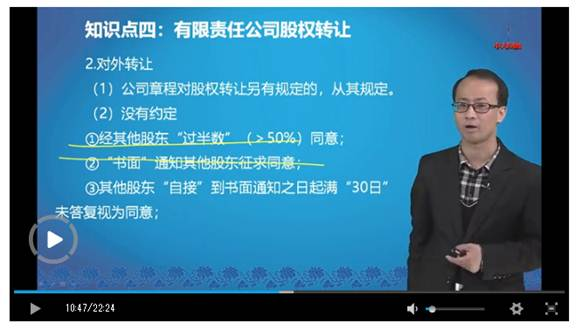 知识点四：有限责任公司股权转让
2.对外转让
（1）公司章程对股权转让另有规定的，从其规定。
（2）没有约定
①经其他股东“过半数”（＞50%）同意；
②“书面”通知其他股东征求同意；
③其他股东“自接”到书面通知之日起满“30日”
未答复视为同意；
10:47/22:24